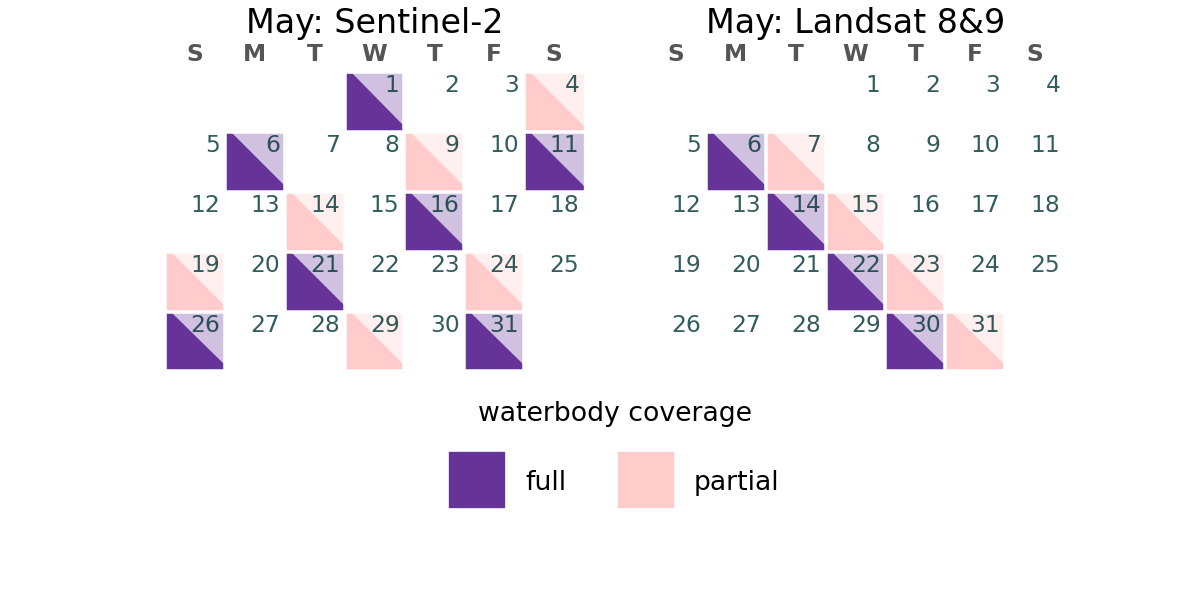 May: Sentinel-2
S M T W T F S
1 2 3 4
5 6 7 8 9 10 11
12 13 14 15 16 17 18
19 20 21 22 23 24 25
26 27 28 29 30 31
May: Landsat 8&9
S M T W T F S
1 2 3 4
5 6 7 8 9 10 11
12 13 14 15 16 17 18
19 20 21 22 23 24 25
26 27 28 29 30 31
waterbody coverage
full
partial